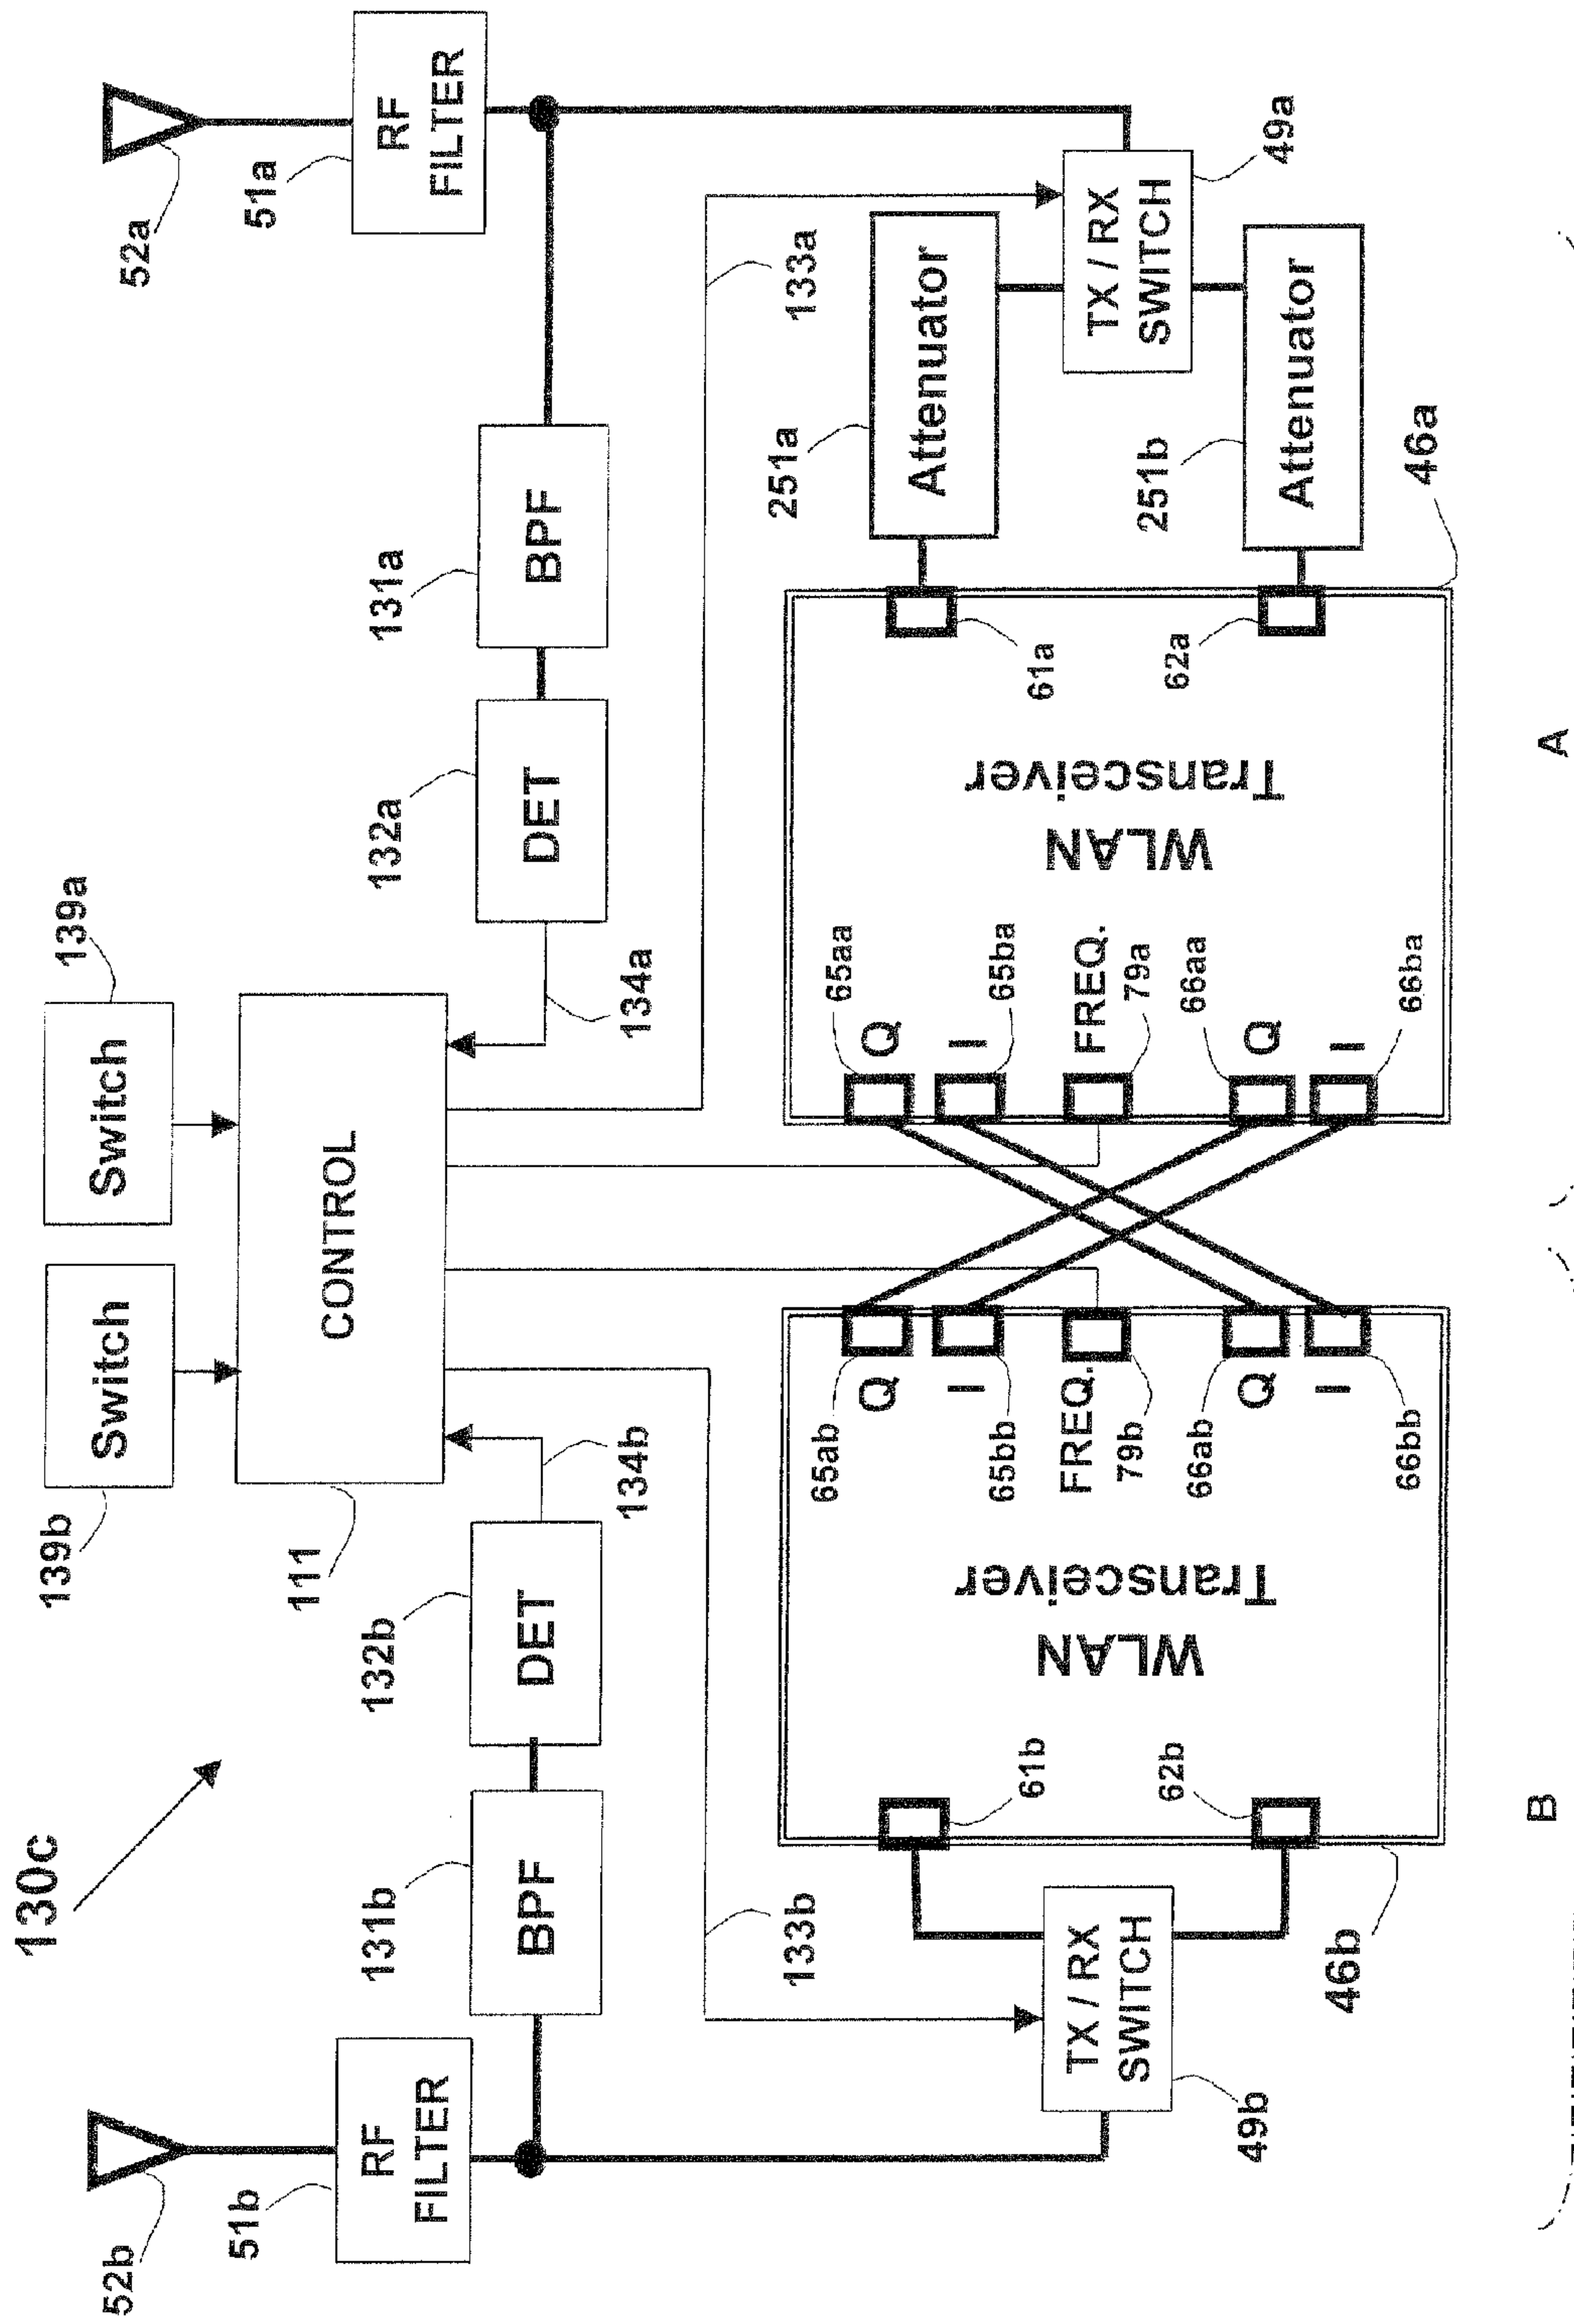 130c
139b
139a
Switch
Switch
52b
52a
51b
51a
RF
FILTER
RF
FILTER
111
CONTROL
131b
132b
132a
131a
BPF
DET
DET
BPF
134b
134a
133b
133a
251a
Attenuator
TX / RX
SWITCH
49b
TX / RX
SWITCH
49a
251b
Attenuator
46b
46a
61b
62b
WLAN
Transceiver
65ab
Q
65bb
I
FREQ.
79b
66ab
Q
66bb
I
65aa
Q
65ba
I
FREQ.
79a
66aa
Q
66ba
I
WLAN
Transceiver
61a
62a
B
A